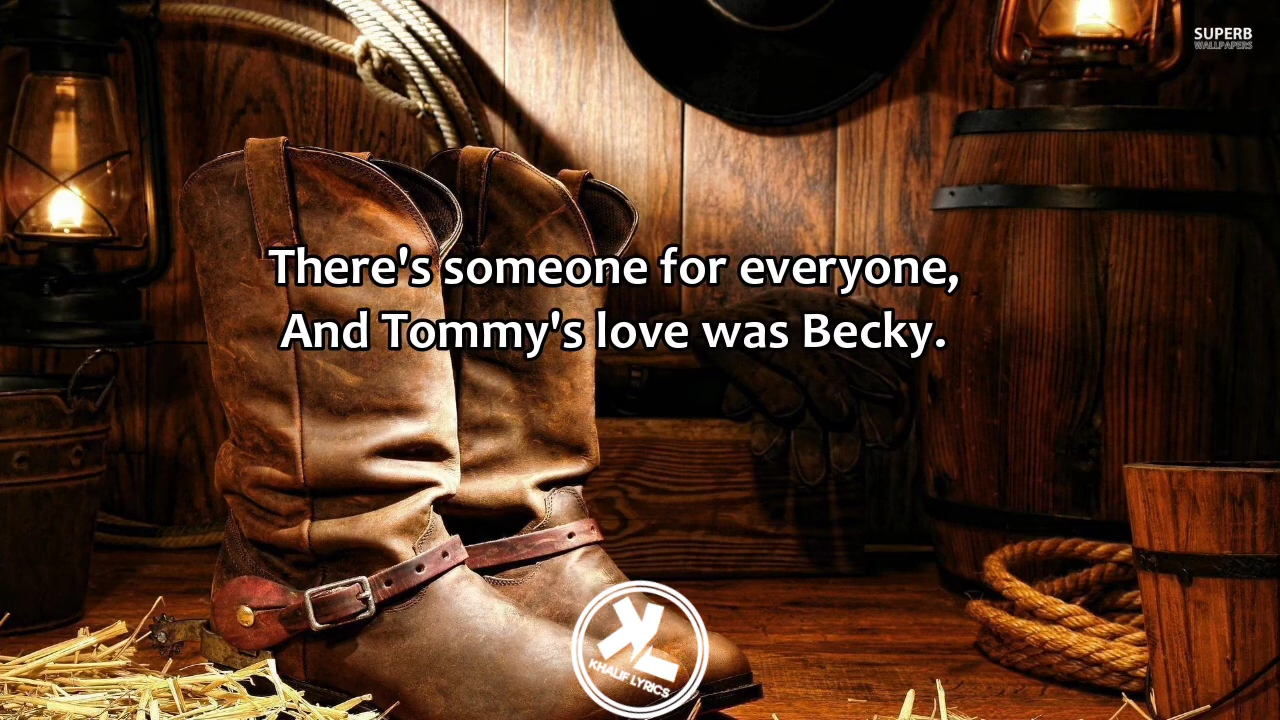 SUPERB
WALLPAPERS
There's someone for everyone,
And Tommy's love was Becky.
KHALIF LYRICS